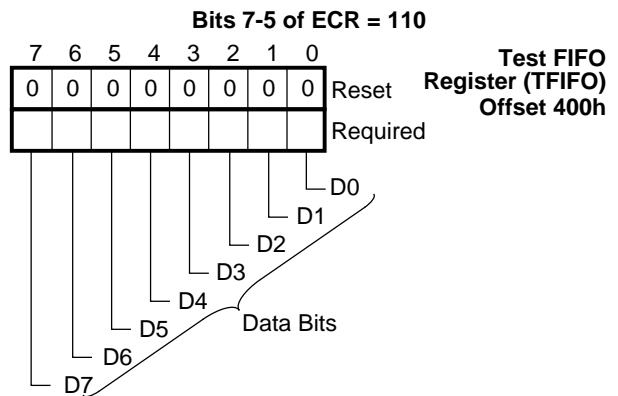 Bits 7-5 of ECR = 110
7 6 5 4 3 2 1 0
Test FIFO
Register (TFIFO)
Offset 400h
0 0 0 0 0 0 0 0 Reset
Required
D0
D1
D2
D3
D4
D5
D6
D7
Data Bits